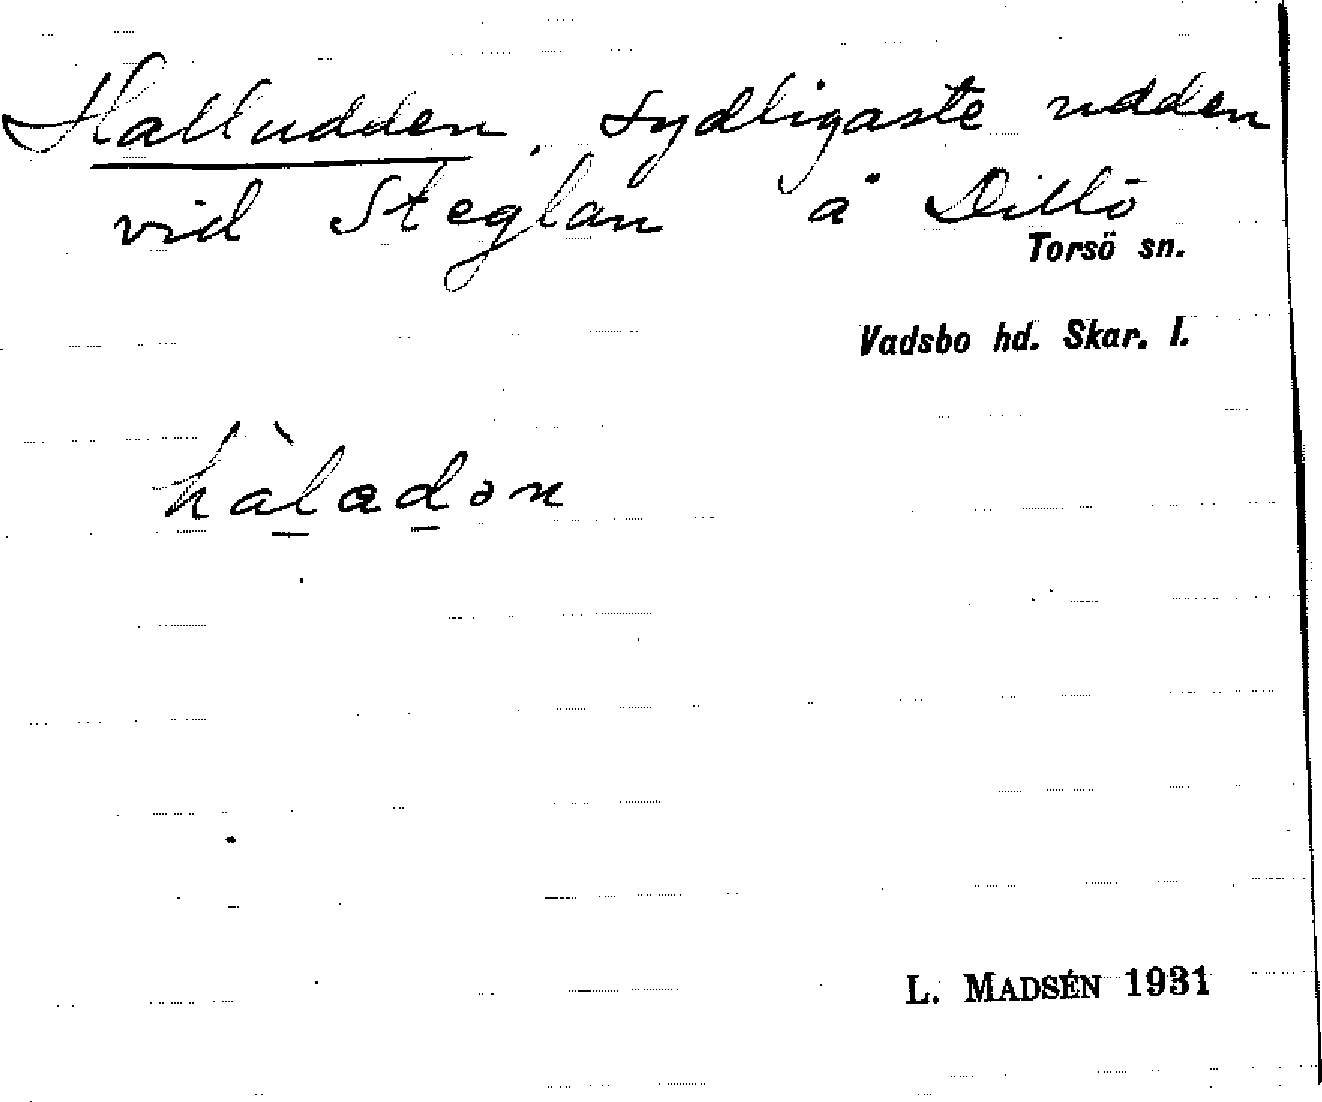 Halludden, sydligaste udden
vid Steglan å Dillö
Torsö sn.
Vadsbo hd. Skar. l.
hàladən
L. MADSÉN 1931